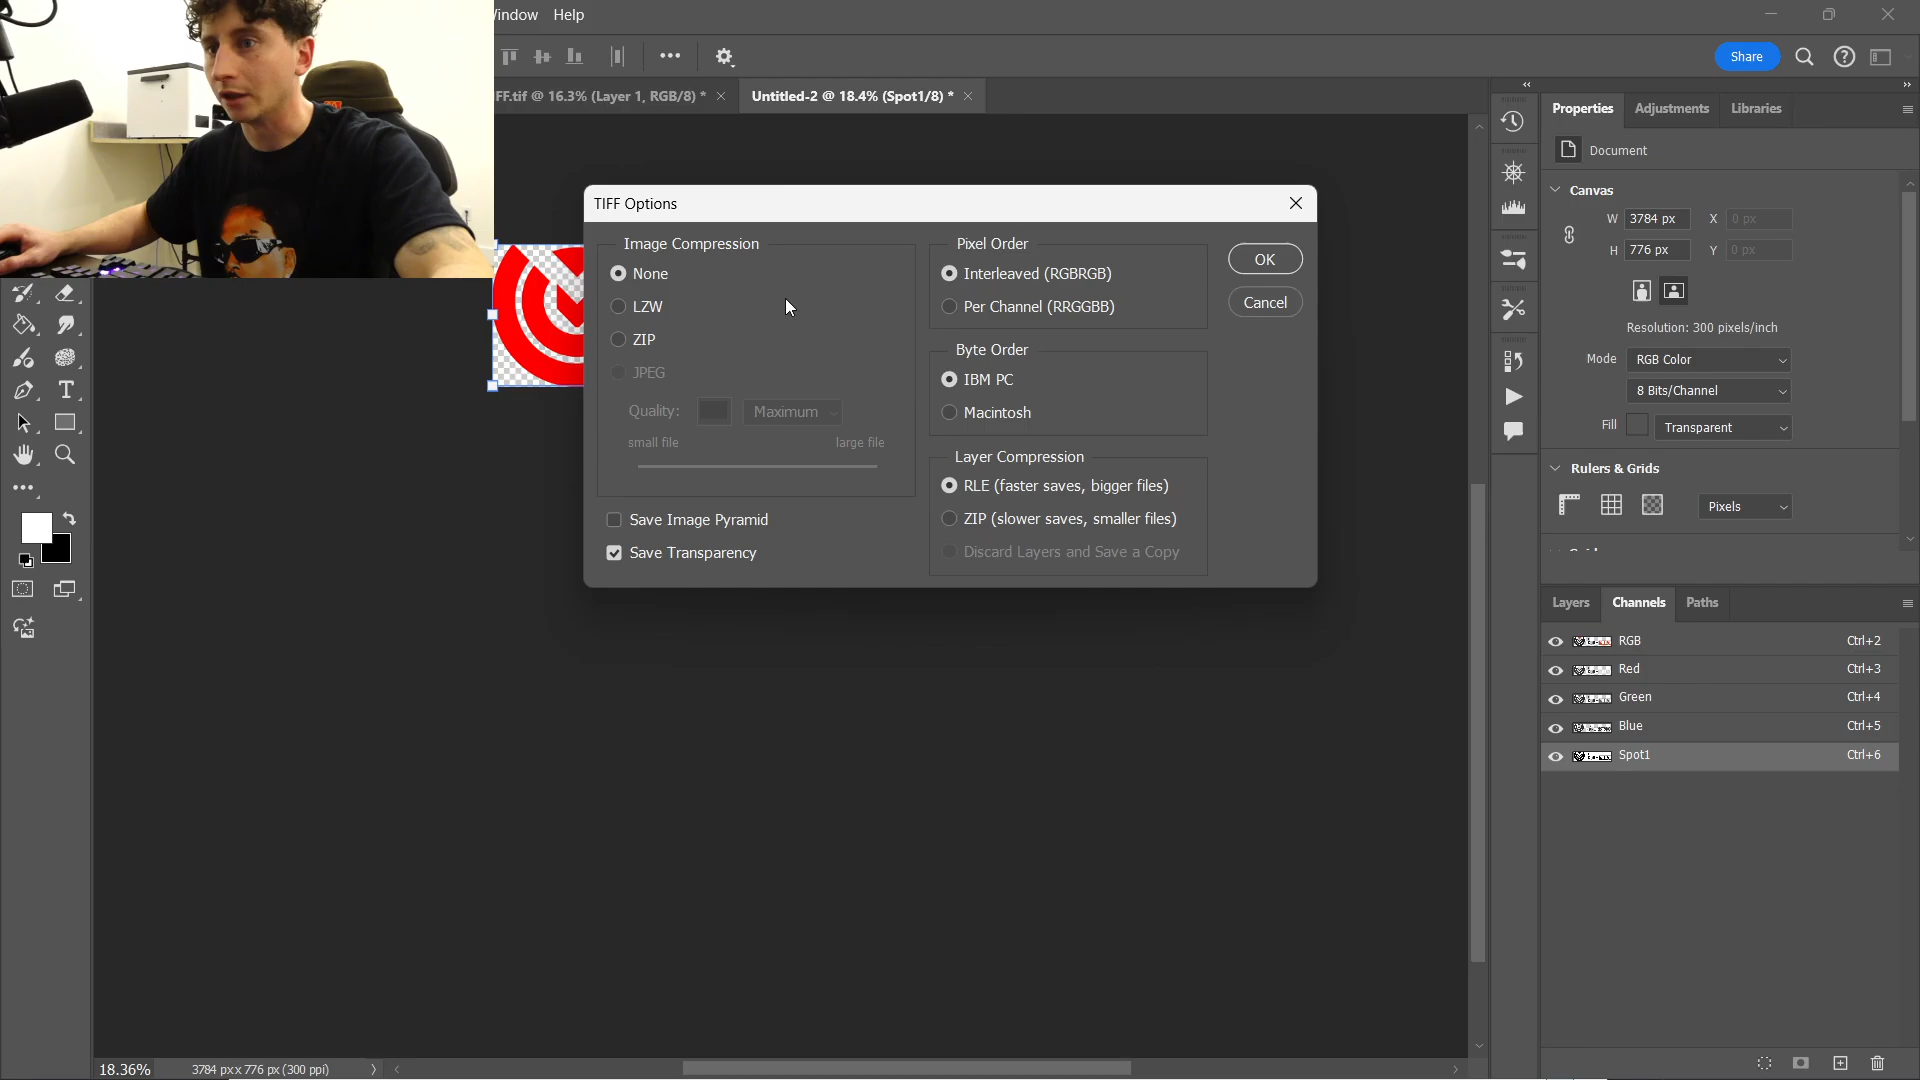 Window Help
Share
FF.tif @ 16.3% (Layer 1, RGB/8) *
Untitled-2 @ 18.4% (Spot1/8) *
Properties Adjustments Libraries
Document
Canvas
W 3784 px X 0 px
H 776 px Y 0 px
Resolution: 300 pixels/inch
Mode RGB Color
8 Bits/Channel
Fill Transparent
Rulers & Grids
Pixels
TIFF Options
Image Compression
None
LZW
ZIP
JPEG
Quality: Maximum
small file large file
Save Image Pyramid
Save Transparency
Pixel Order
Interleaved (RGBRGB)
Per Channel (RRGGBB)
Byte Order
IBM PC
Macintosh
Layer Compression
RLE (faster saves, bigger files)
ZIP (slower saves, smaller files)
Discard Layers and Save a Copy
OK
Cancel
Layers Channels Paths
RGB Ctrl+2
Red Ctrl+3
Green Ctrl+4
Blue Ctrl+5
Spot1 Ctrl+6
18.36% 3784 px x 776 px (300 ppi)